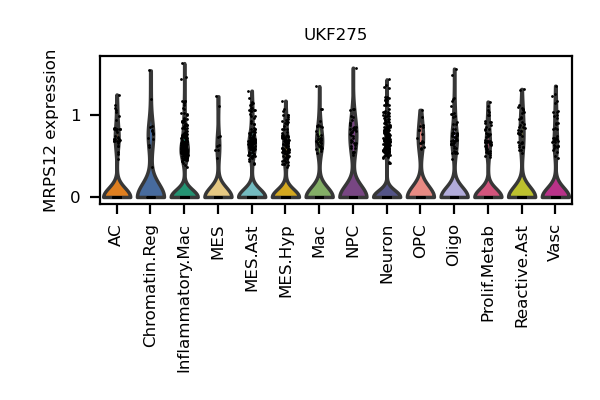 UKF275
MRPS12 expression
1
0
AC
Chromatin.Reg
Inflammatory.Mac
MES
MES.Ast
MES.Hyp
Mac
NPC
Neuron
OPC
Oligo
Prolif.Metab
Reactive.Ast
Vasc